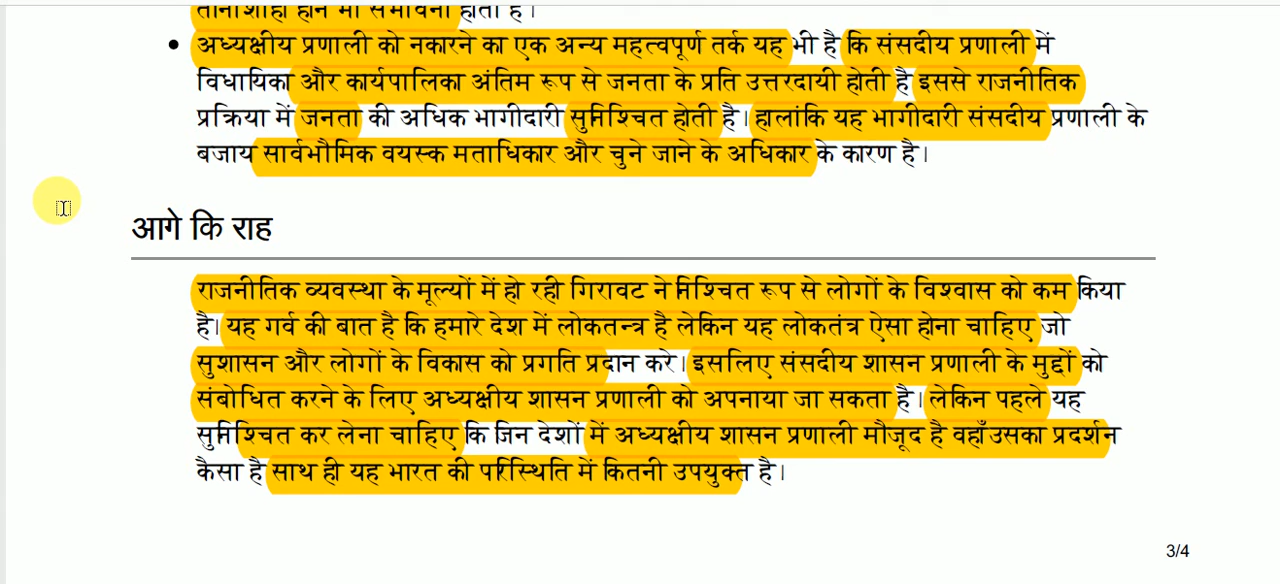 तानाशाही होने की संभावना होती है।
• अध्यक्षीय प्रणाली को नकारने का एक अन्य महत्वपूर्ण तर्क यह भी है कि संसदीय प्रणाली में
विधायिका और कार्यपालिका अंतिम रूप से जनता के प्रति उत्तरदायी होती है इससे राजनीतिक
प्रक्रिया में जनता की अधिक भागीदारी सुनिश्चित होती है। हालांकि यह भागीदारी संसदीय प्रणाली के
बजाय सार्वभौमिक वयस्क मताधिकार और चुने जाने के अधिकार के कारण है।
आगे कि राह
राजनीतिक व्यवस्था के मूल्यों में हो रही गिरावट ने निश्चित रूप से लोगों के विश्वास को कम किया
है। यह गर्व की बात है कि हमारे देश में लोकतन्त्र है लेकिन यह लोकतंत्र ऐसा होना चाहिए जो
सुशासन और लोगों के विकास को प्रगति प्रदान करे। इसलिए संसदीय शासन प्रणाली के मुद्दों को
संबोधित करने के लिए अध्यक्षीय शासन प्रणाली को अपनाया जा सकता है। लेकिन पहले यह
सुनिश्चित कर लेना चाहिए कि जिन देशों में अध्यक्षीय शासन प्रणाली मौजूद है वहाँ उसका प्रदर्शन
कैसा है साथ ही यह भारत की परिस्थिति में कितनी उपयुक्त है।
3/4